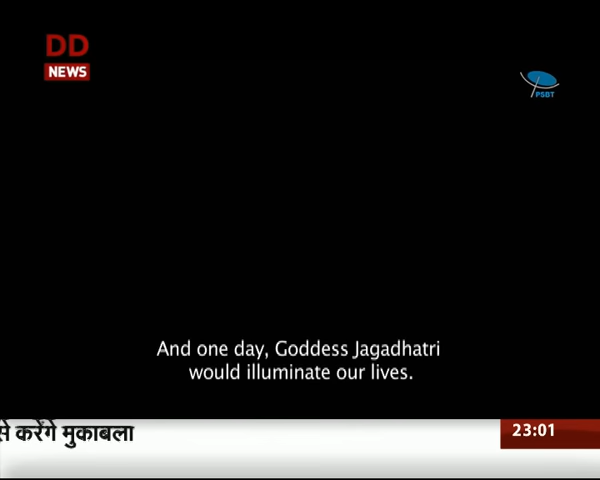 DD
NEWS
PSBT
And one day, Goddess Jagadhatri
would illuminate our lives.
से करेंगे मुकाबला
23:01